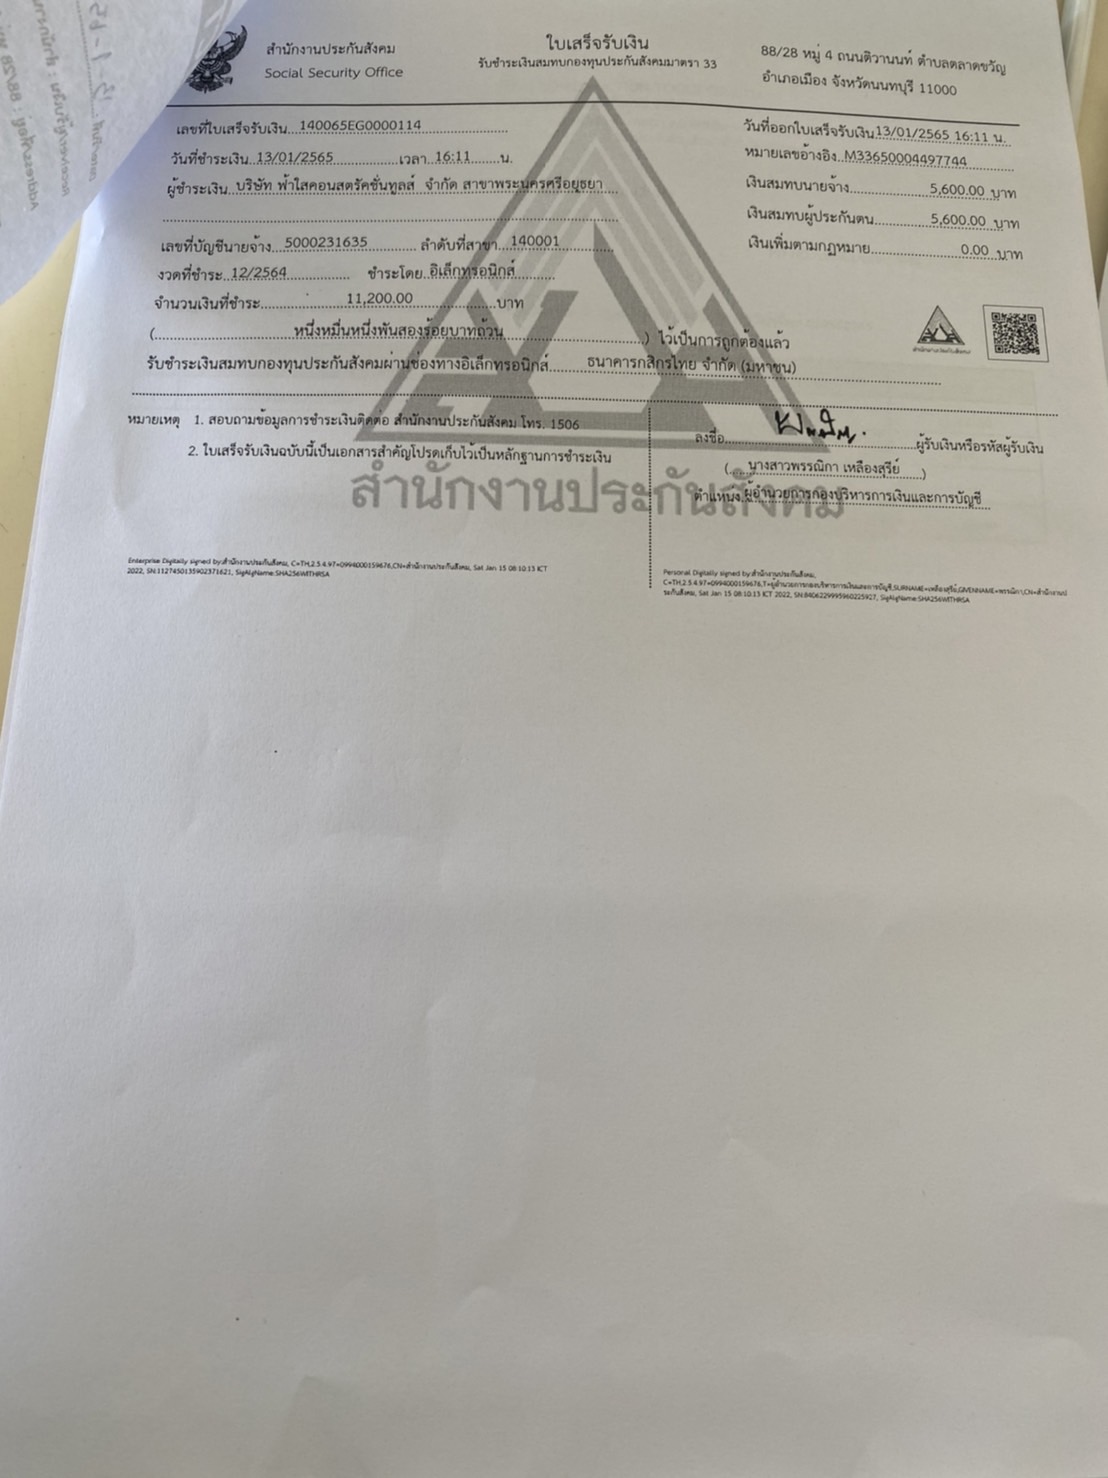 สำนักงานประกันสังคม
Social Security Office
ใบเสร็จรับเงิน
รับชำระเงินสมทบกองทุนประกันสังคมมาตรา 33
88/28 หมู่ 4 ถนนติวานนท์ ตำบลตลาดขวัญ
อำเภอเมือง จังหวัดนนทบุรี 11000
เลขที่ใบเสร็จรับเงิน 140065EG0000114
วันที่ออกใบเสร็จรับเงิน 13/01/2565 16:11 น.
วันที่ชำระเงิน 13/01/2565 เวลา 16:11 น.
หมายเลขอ้างอิง M33650004497744
ผู้ชำระเงิน บริษัท ฟ้าใสคอนสตรัคชั่นทูลส์ จำกัด สาขาพระนครศรีอยุธยา
เงินสมทบนายจ้าง 5,600.00 บาท
เงินสมทบผู้ประกันตน 5,600.00 บาท
เลขที่บัญชีนายจ้าง 5000231635 ลำดับที่สาขา 140001
เงินเพิ่มตามกฎหมาย 0.00 บาท
งวดที่ชำระ 12/2564 ชำระโดย อิเล็กทรอนิกส์
จำนวนเงินที่ชำระ 11,200.00 บาท
(หนึ่งหมื่นหนึ่งพันสองร้อยบาทถ้วน) ไว้เป็นการถูกต้องแล้ว
รับชำระเงินสมทบกองทุนประกันสังคมผ่านช่องทางอิเล็กทรอนิกส์ ธนาคารกสิกรไทย จำกัด (มหาชน)
หมายเหตุ 1. สอบถามข้อมูลการชำระเงินติดต่อ สำนักงานประกันสังคม โทร. 1506
2. ใบเสร็จรับเงินฉบับนี้เป็นเอกสารสำคัญโปรดเก็บไว้เป็นหลักฐานการชำระเงิน
ลงชื่อ ผู้รับเงินหรือรหัสผู้รับเงิน
(นางสาวพรรณิภา เหลืองสุรีย์)
ตำแหน่ง ผู้อำนวยการกองบริหารการเงินและการบัญชี
สำนักงานประกันสังคม
Enterprise Digitally signed by:สำนักงานประกันสังคม, C=TH,2.5.4.97=0994000159676,CN=สำนักงานประกันสังคม, Sat Jan 15 08:10:13 ICT
2022, SN:1127450135902371621, SigAlgName:SHA256WITHRSA
Personal Digitally signed by:สำนักงานประกันสังคม,
C=TH,2.5.4.97=0994000159676,T=ผู้อำนวยการกองบริหารการเงินและการบัญชี,SURNAME=เหลืองสุรีย์,GIVENNAME=พรรณิภา,CN=สำนักงานป
ระกันสังคม, Sat Jan 15 08:10:13 ICT 2022, SN:8406229995960225927, SigAlgName:SHA256WITHRSA